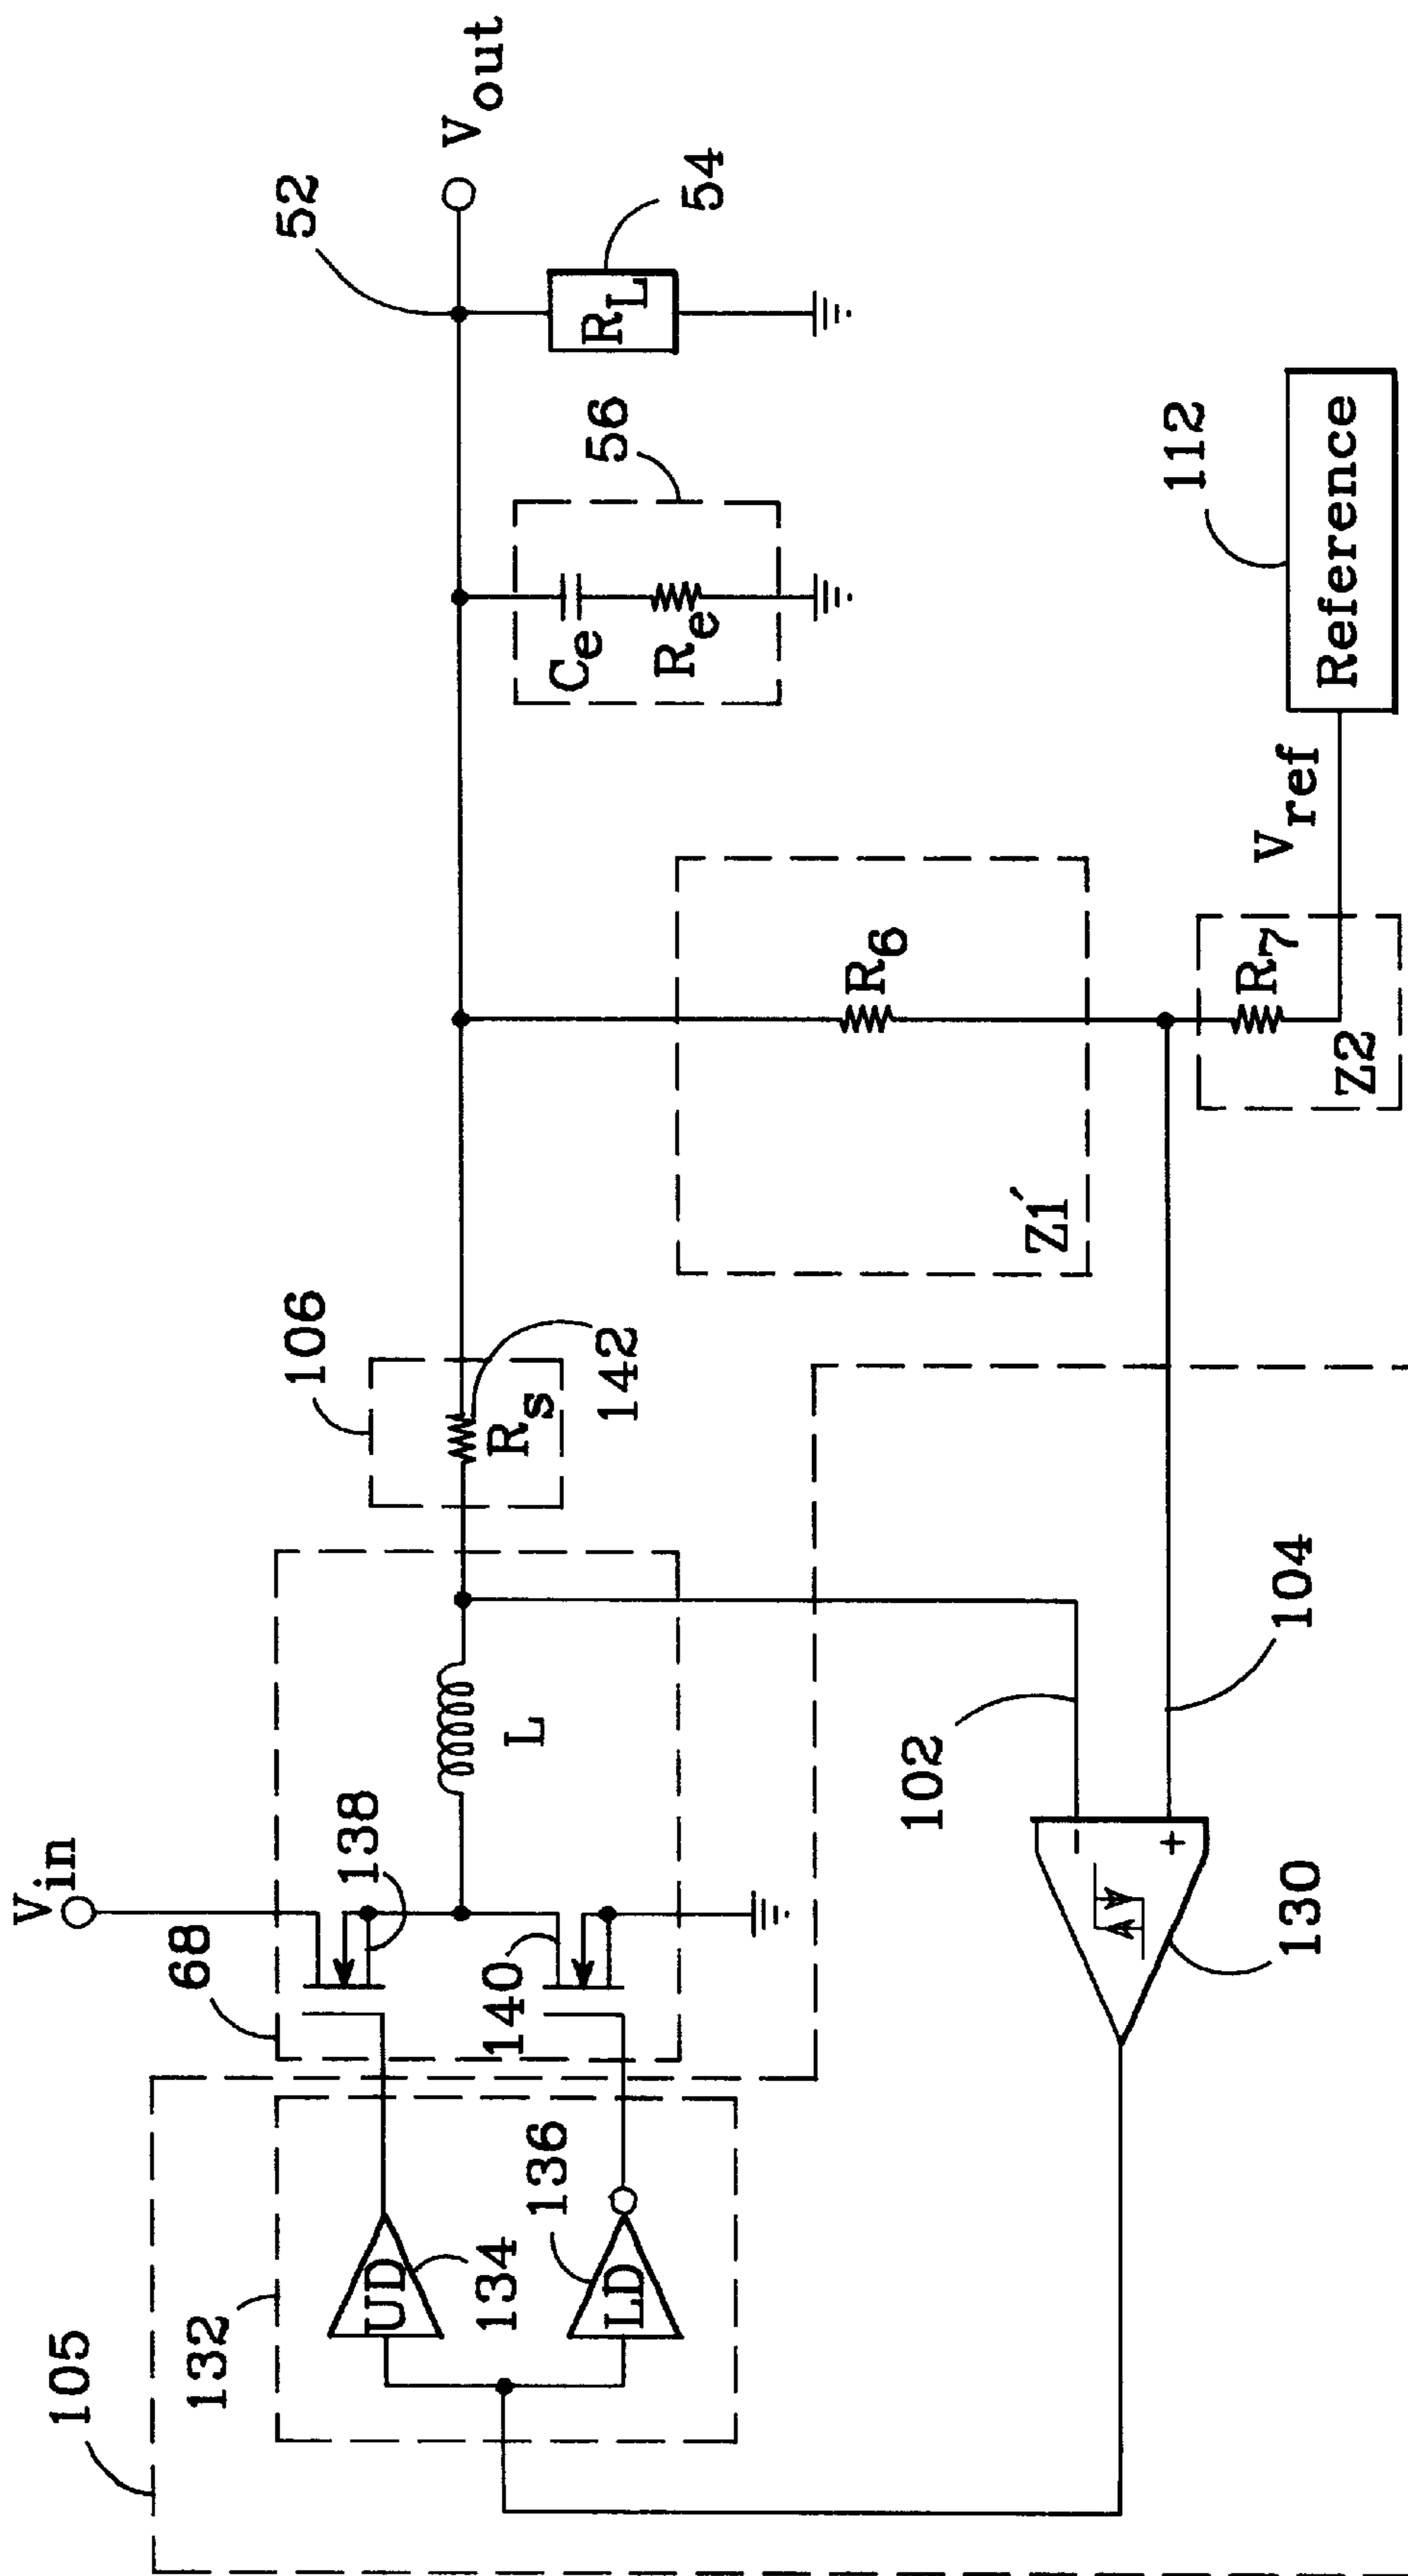 105
132
UD
134
LD
136
V_in
68
138
140
L
106
R_s
142
52
V_out
R_L
54
56
C_e
R_e
R_6
Z1′
R_7
Z2
V_ref
112
Reference
102
104
−
+
130